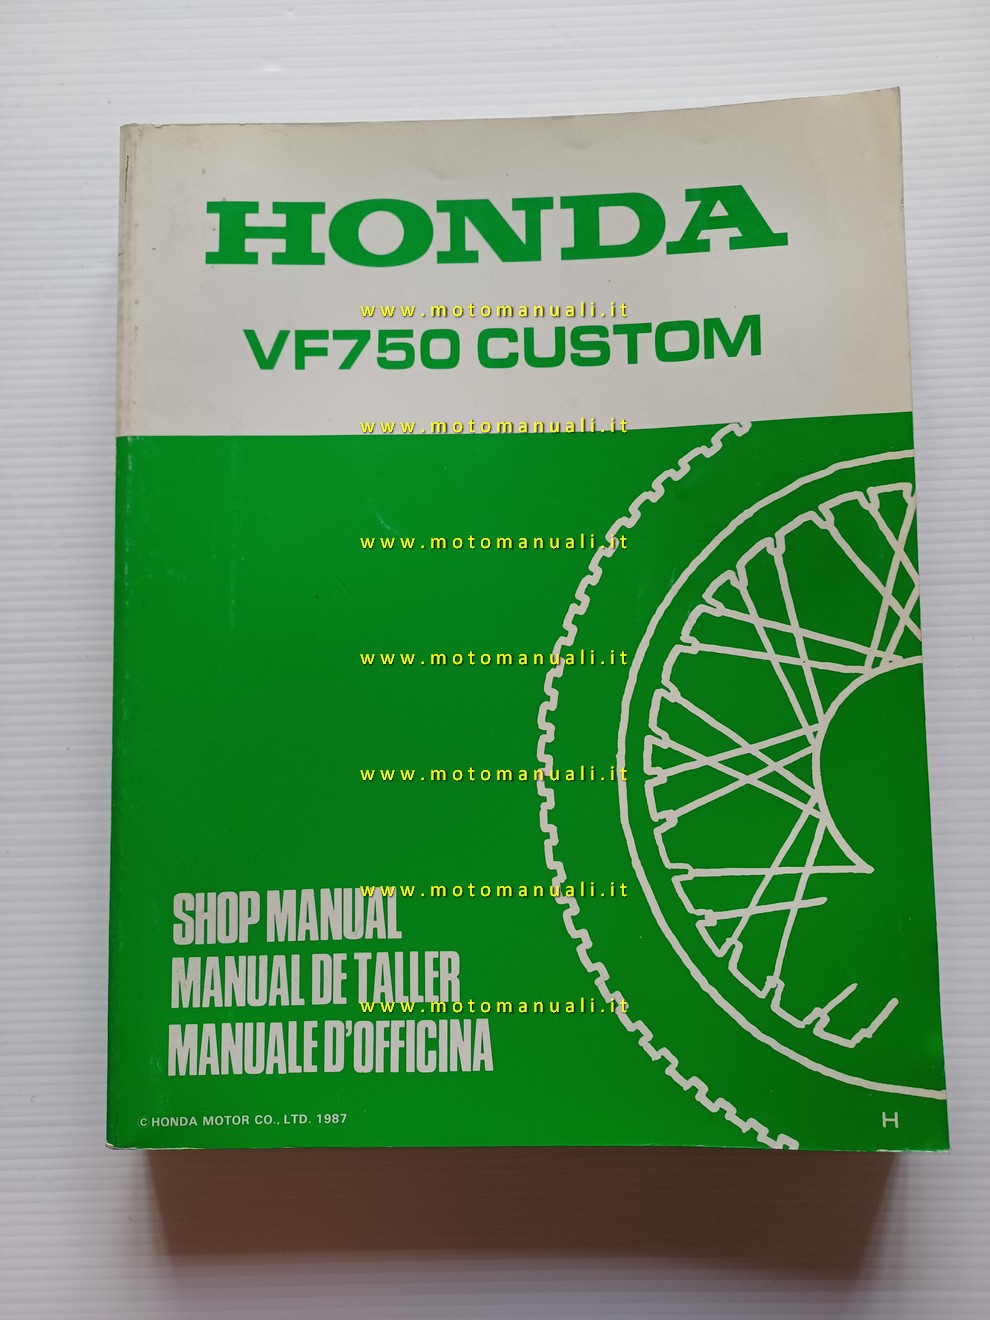 HONDA
www.motomanuali.it
VF750 CUSTOM
www.motomanuali.it
www.motomanuali.it
www.motomanuali.it
www.motomanuali.it
www.motomanuali.it
SHOP MANUAL
MANUAL DE TALLER
www.motomanuali.it
MANUALE D'OFFICINA
© HONDA MOTOR CO., LTD. 1987
H